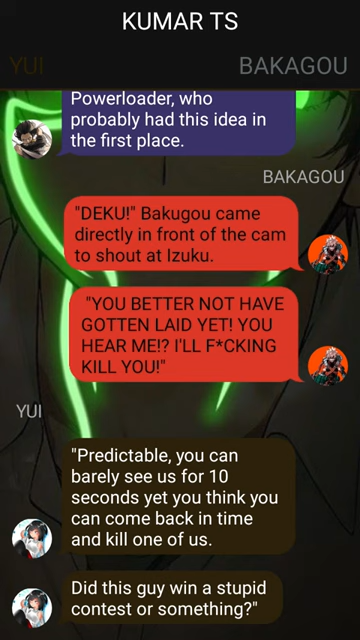 KUMAR TS
YUI
BAKAGOU
Powerloader, who
probably had this idea in
the first place.
BAKAGOU
"DEKU!" Bakugou came
directly in front of the cam
to shout at Izuku.
"YOU BETTER NOT HAVE
GOTTEN LAID YET! YOU
HEAR ME!? I'LL F*CKING
KILL YOU!"
YUI
"Predictable, you can
barely see us for 10
seconds yet you think you
can come back in time
and kill one of us.
Did this guy win a stupid
contest or something?"